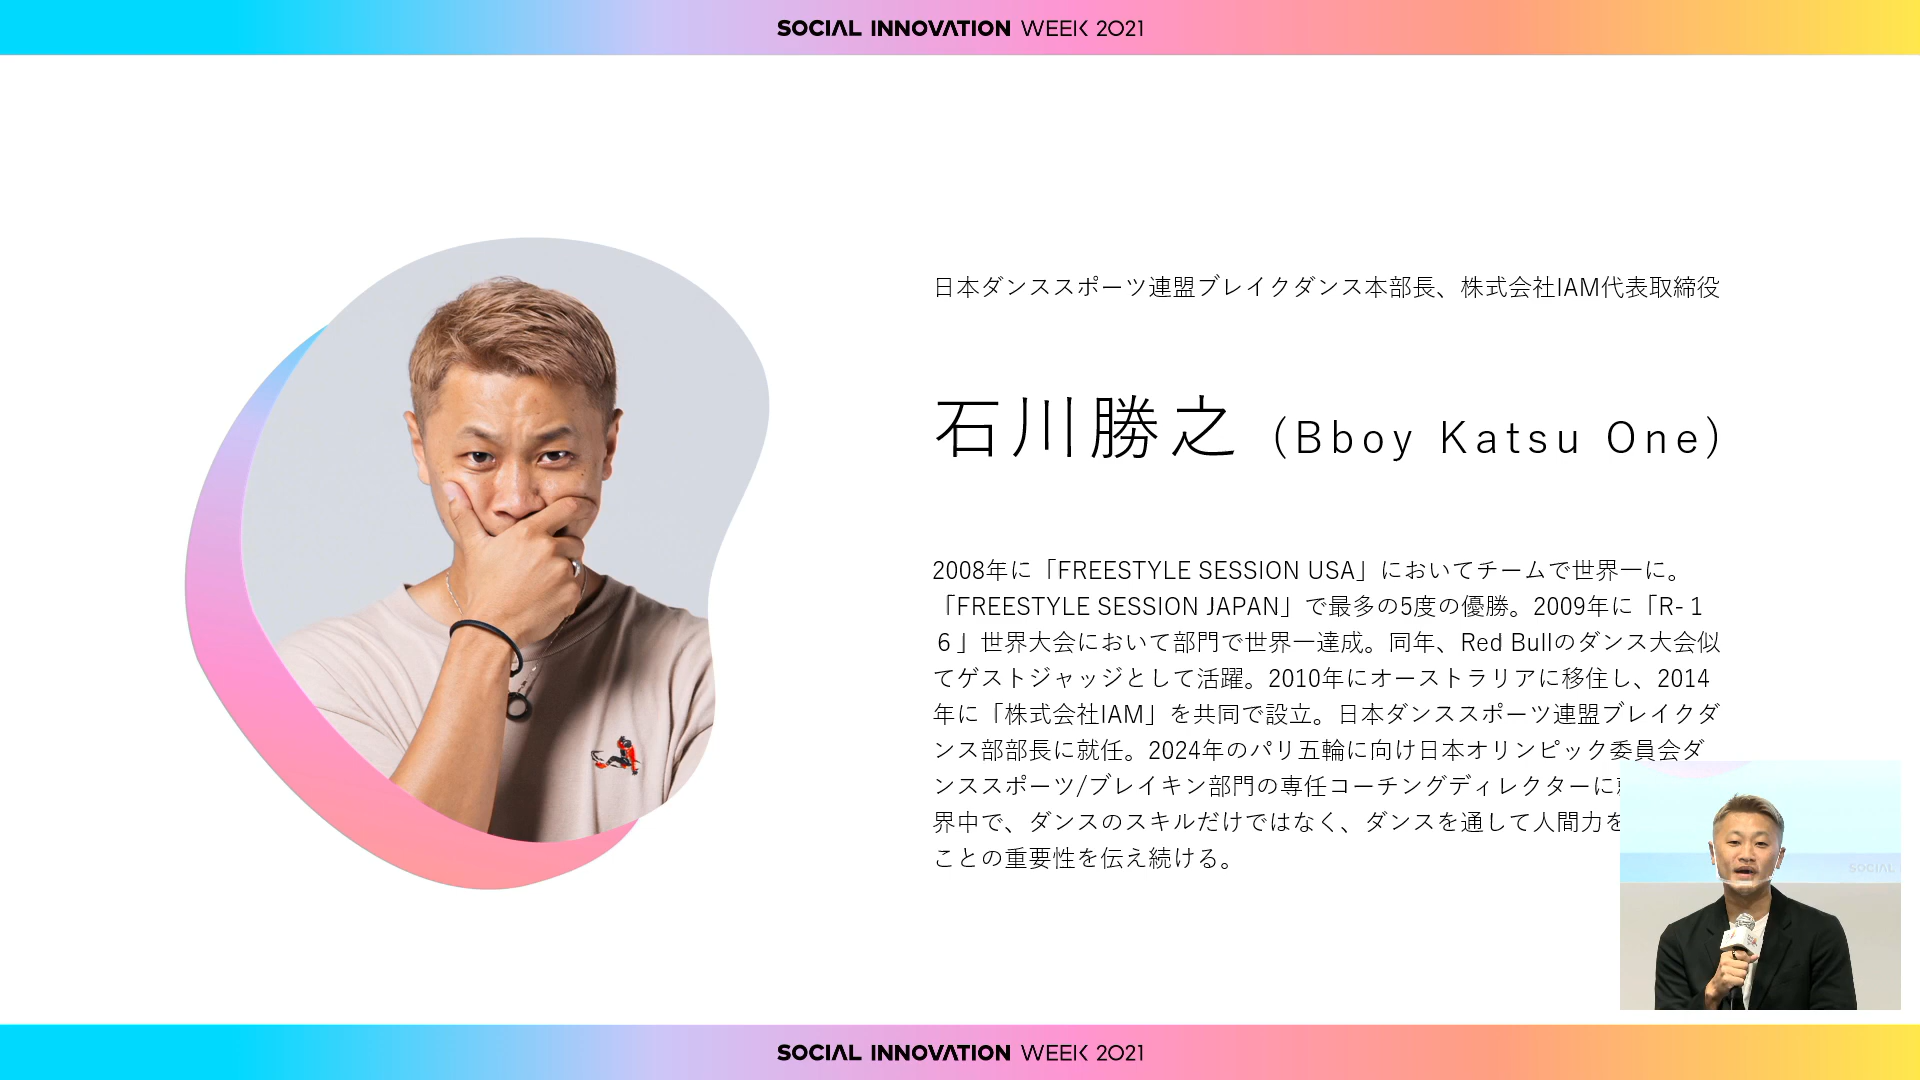 SOCIAL INNOVATION WEEK 2021
日本ダンススポーツ連盟ブレイクダンス本部長、株式会社IAM代表取締役
石川勝之（Bboy Katsu One）
2008年に「FREESTYLE SESSION USA」においてチームで世界一に。
「FREESTYLE SESSION JAPAN」で最多の5度の優勝。2009年に「R-１
６」世界大会において部門で世界一達成。同年、Red Bullのダンス大会似
てゲストジャッジとして活躍。2010年にオーストラリアに移住し、2014
年に「株式会社IAM」を共同で設立。日本ダンススポーツ連盟ブレイクダ
ンス部部長に就任。2024年のパリ五輪に向け日本オリンピック委員会ダ
ンススポーツ/ブレイキン部門の専任コーチングディレクターに
界中で、ダンスのスキルだけではなく、ダンスを通して人間力を
ことの重要性を伝え続ける。
SOCIAL
SOCIAL INNOVATION WEEK 2021